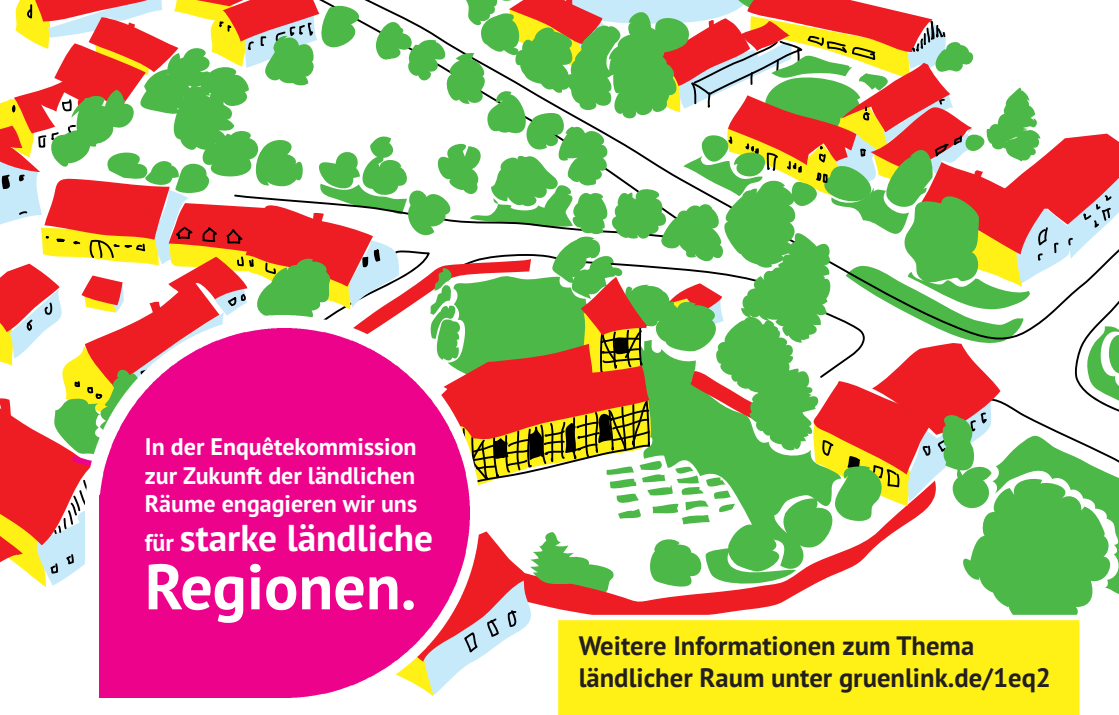 In der Enquêtekommission
zur Zukunft der ländlichen
Räume engagieren wir uns
für starke ländliche
Regionen.
Weitere Informationen zum Thema
ländlicher Raum unter gruenlink.de/1eq2